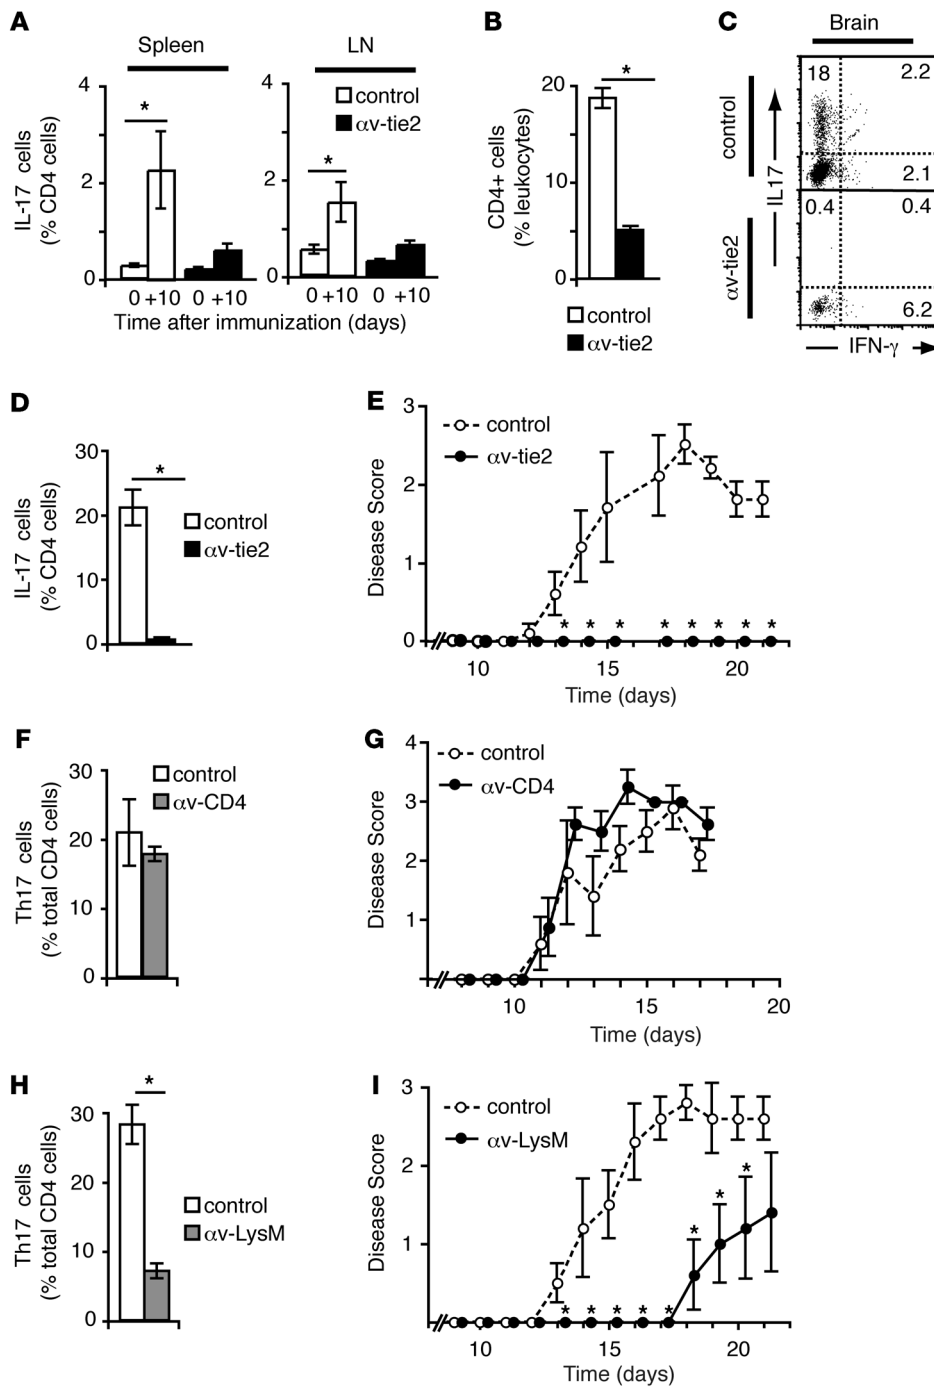 A
Spleen
LN
IL-17 cells
(% CD4 cells)
4
2
0
*
0 +10 0 +10
4
2
0
*
control
αv-tie2
0 +10 0 +10
Time after immunization (days)
B
CD4+ cells
(% leukocytes)
20
10
0
*
control
αv-tie2
C
Brain
control
αv-tie2
IL17
18
2.2
2.1
0.4
0.4
6.2
IFN-γ
D
IL-17 cells
(% CD4 cells)
30
20
10
0
*
control
αv-tie2
E
Disease Score
3
2
1
0
control
αv-tie2
* * * * * * * *
10 15 20
Time (days)
F
Th17 cells
(% total CD4 cells)
30
20
10
0
control
αv-CD4
G
Disease Score
4
3
2
1
control
αv-CD4
10 15 20
Time (days)
H
Th17 cells
(% total CD4 cells)
30
20
10
0
*
control
αv-LysM
I
Disease Score
3
2
1
control
αv-LysM
* * *
* * * * *
10 15 20
Time (days)